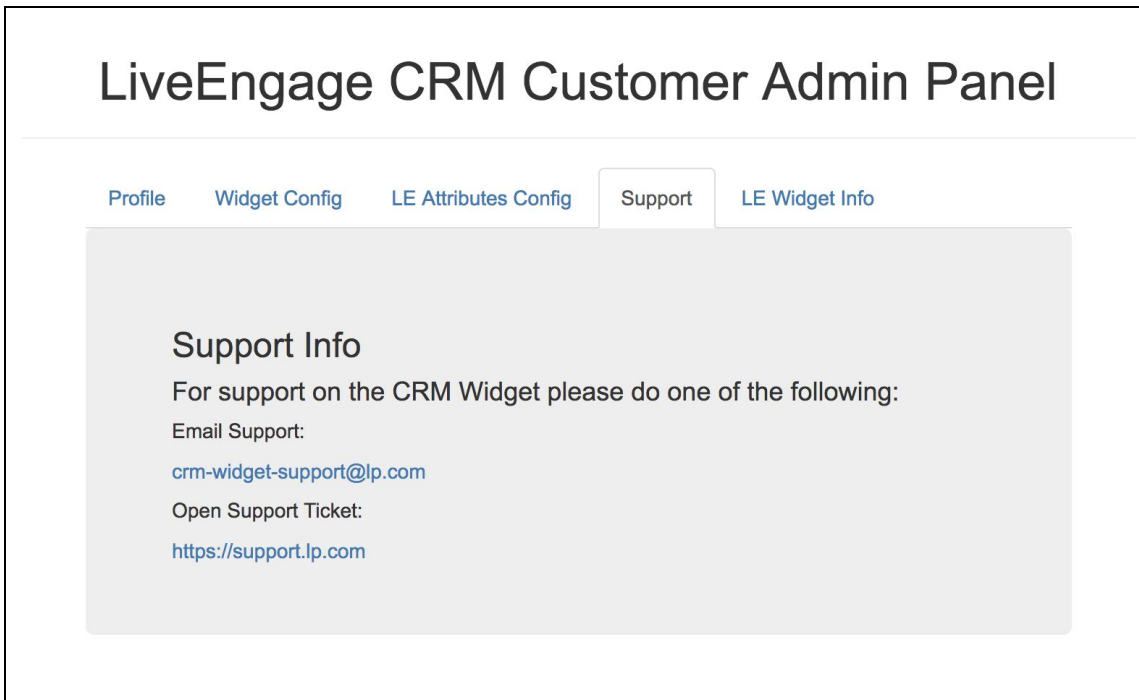 LiveEngage CRM Customer Admin Panel
Profile Widget Config LE Attributes Config Support LE Widget Info
Support Info
For support on the CRM Widget please do one of the following:
Email Support:
crm-widget-support@lp.com
Open Support Ticket:
https://support.lp.com